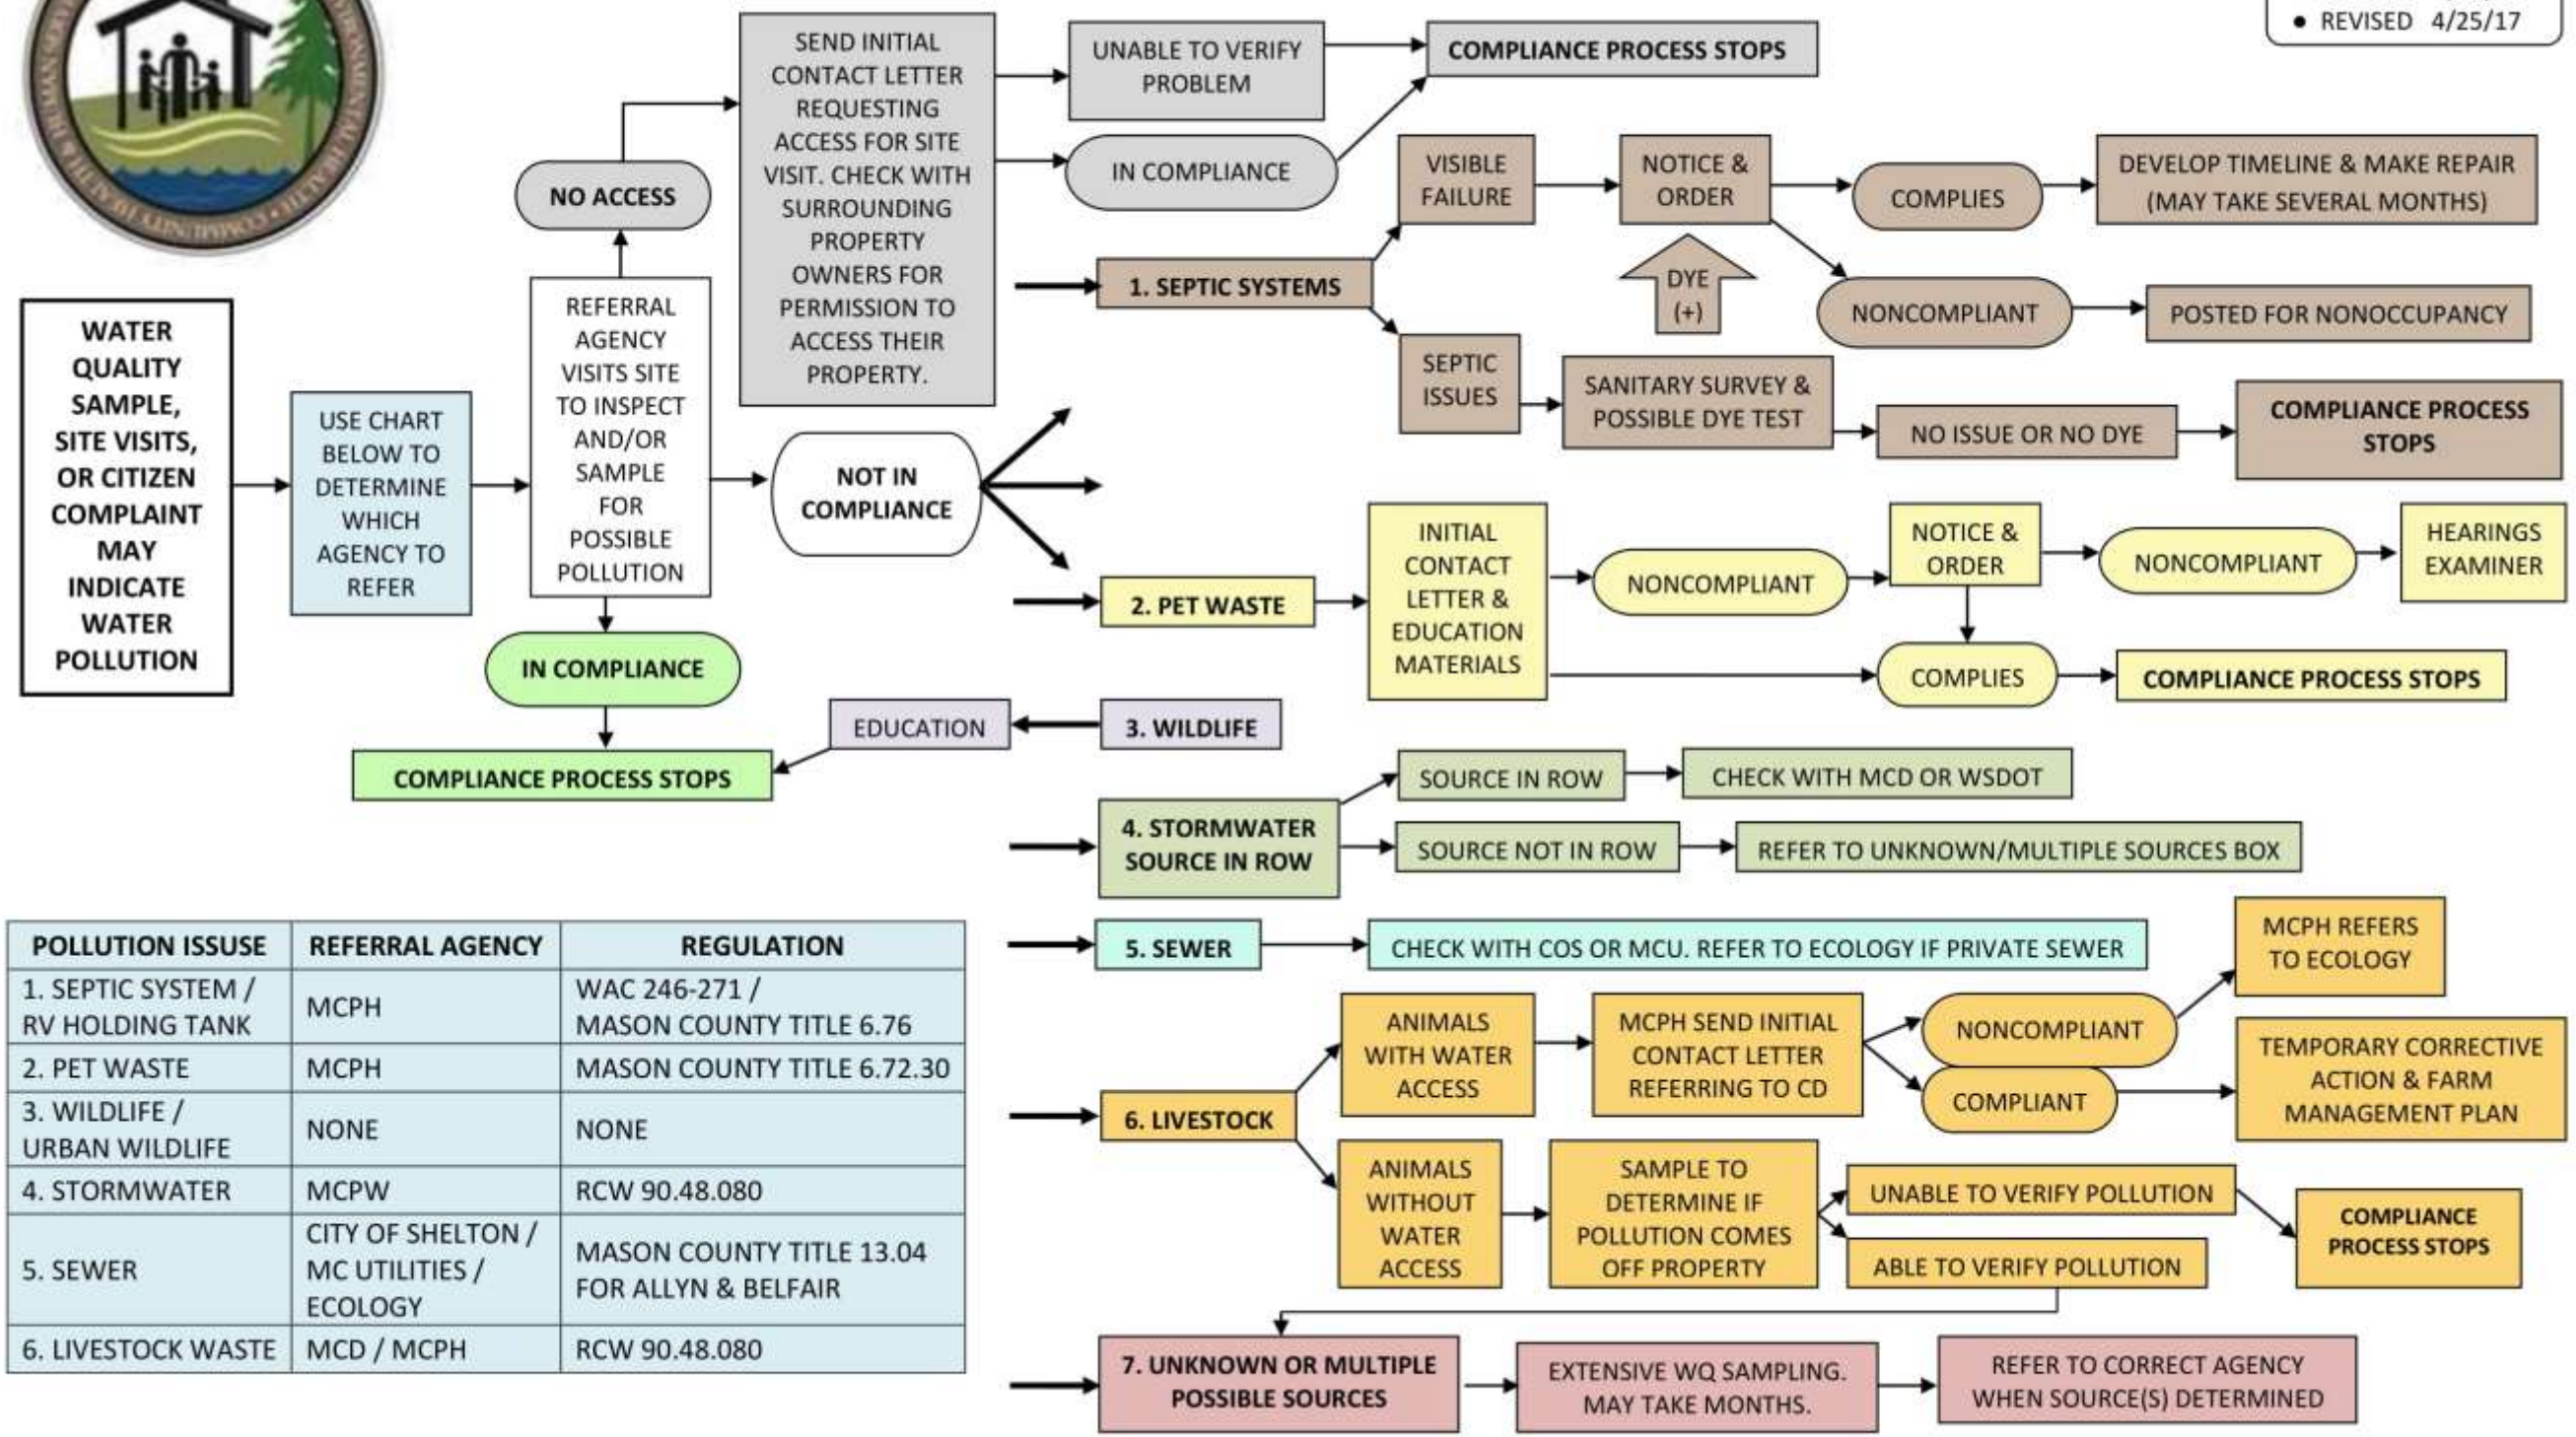 REVISED 4/25/17
WATER
QUALITY
SAMPLE,
SITE VISITS,
OR CITIZEN
COMPLAINT
MAY
INDICATE
WATER
POLLUTION
USE CHART
BELOW TO
DETERMINE
WHICH
AGENCY TO
REFER
REFERRAL
AGENCY
VISITS SITE
TO INSPECT
AND/OR
SAMPLE
FOR
POSSIBLE
POLLUTION
NO ACCESS
SEND INITIAL
CONTACT LETTER
REQUESTING
ACCESS FOR SITE
VISIT. CHECK WITH
SURROUNDING
PROPERTY
OWNERS FOR
PERMISSION TO
ACCESS THEIR
PROPERTY.
UNABLE TO VERIFY
PROBLEM
IN COMPLIANCE
COMPLIANCE PROCESS STOPS
IN COMPLIANCE
COMPLIANCE PROCESS STOPS
NOT IN
COMPLIANCE
1. SEPTIC SYSTEMS
VISIBLE
FAILURE
NOTICE &
ORDER
COMPLIES
DEVELOP TIMELINE & MAKE REPAIR
(MAY TAKE SEVERAL MONTHS)
DYE
(+)
NONCOMPLIANT
POSTED FOR NONOCCUPANCY
SEPTIC
ISSUES
SANITARY SURVEY &
POSSIBLE DYE TEST
NO ISSUE OR NO DYE
COMPLIANCE PROCESS
STOPS
2. PET WASTE
INITIAL
CONTACT
LETTER &
EDUCATION
MATERIALS
NONCOMPLIANT
NOTICE &
ORDER
NONCOMPLIANT
HEARINGS
EXAMINER
COMPLIES
COMPLIANCE PROCESS STOPS
3. WILDLIFE
EDUCATION
4. STORMWATER
SOURCE IN ROW
SOURCE IN ROW
CHECK WITH MCD OR WSDOT
SOURCE NOT IN ROW
REFER TO UNKNOWN/MULTIPLE SOURCES BOX
5. SEWER
CHECK WITH COS OR MCU. REFER TO ECOLOGY IF PRIVATE SEWER
6. LIVESTOCK
ANIMALS
WITH WATER
ACCESS
MCPH SEND INITIAL
CONTACT LETTER
REFERRING TO CD
NONCOMPLIANT
MCPH REFERS
TO ECOLOGY
COMPLIANT
TEMPORARY CORRECTIVE
ACTION & FARM
MANAGEMENT PLAN
ANIMALS
WITHOUT
WATER
ACCESS
SAMPLE TO
DETERMINE IF
POLLUTION COMES
OFF PROPERTY
UNABLE TO VERIFY POLLUTION
COMPLIANCE
PROCESS STOPS
ABLE TO VERIFY POLLUTION
7. UNKNOWN OR MULTIPLE
POSSIBLE SOURCES
EXTENSIVE WQ SAMPLING.
MAY TAKE MONTHS.
REFER TO CORRECT AGENCY
WHEN SOURCE(S) DETERMINED
POLLUTION ISSUSE REFERRAL AGENCY REGULATION
1. SEPTIC SYSTEM /
RV HOLDING TANK
MCPH
WAC 246-271 /
MASON COUNTY TITLE 6.76
2. PET WASTE MCPH MASON COUNTY TITLE 6.72.30
3. WILDLIFE /
URBAN WILDLIFE
NONE NONE
4. STORMWATER MCPW RCW 90.48.080
5. SEWER
CITY OF SHELTON /
MC UTILITIES /
ECOLOGY
MASON COUNTY TITLE 13.04
FOR ALLYN & BELFAIR
6. LIVESTOCK WASTE MCD / MCPH RCW 90.48.080